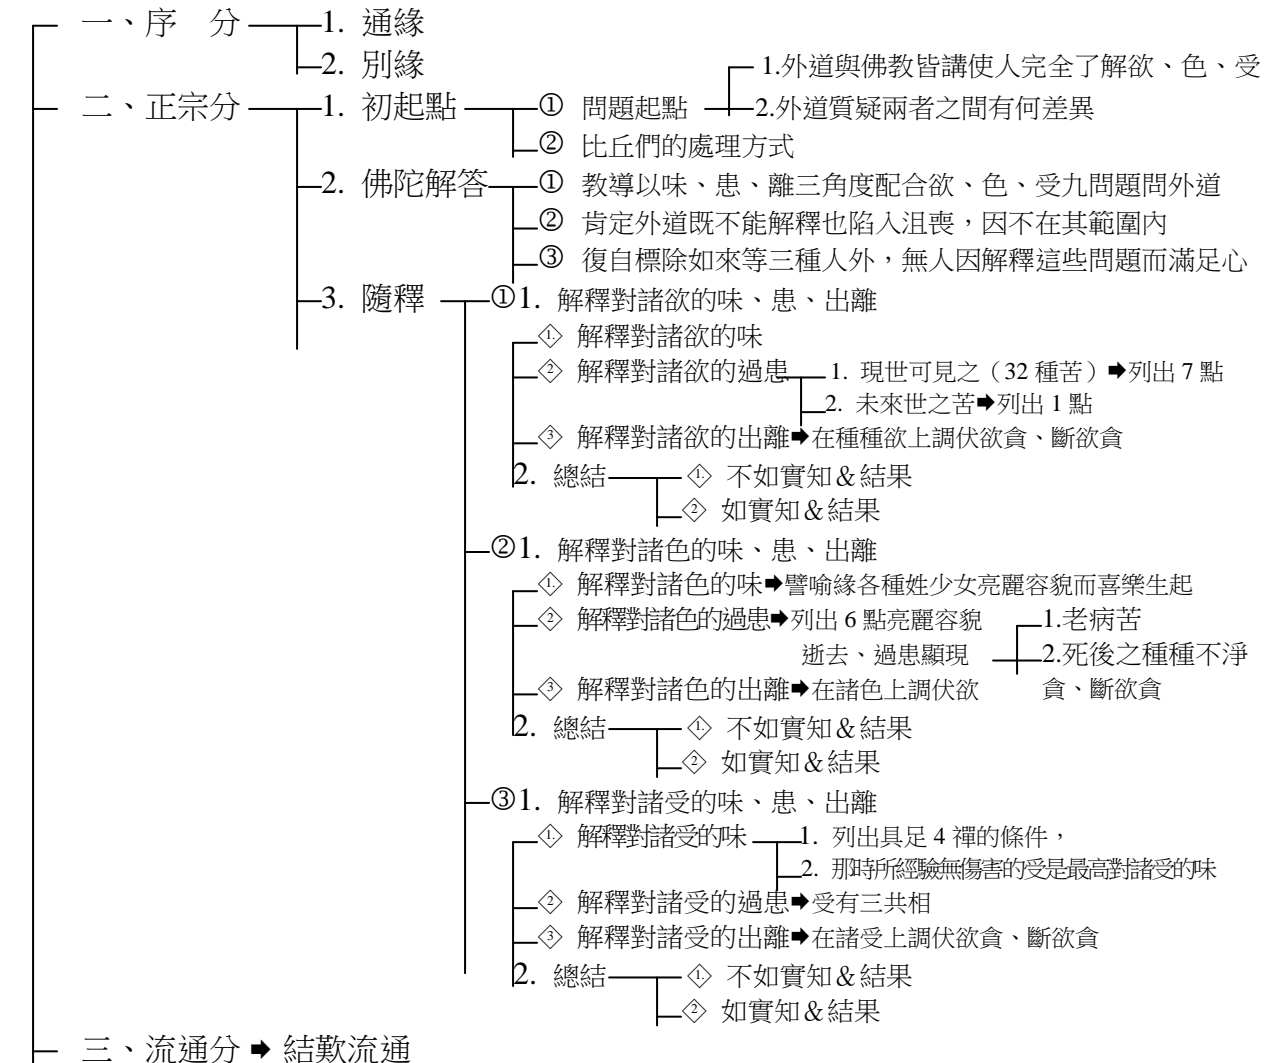 一、序　分 1. 通緣
2. 別緣
1.外道與佛教皆講使人完全了解欲、色、受
二、正宗分 1. 初起點 ① 問題起點 2.外道質疑兩者之間有何差異
② 比丘們的處理方式
2. 佛陀解答 ① 教導以味、患、離三角度配合欲、色、受九問題問外道
② 肯定外道既不能解釋也陷入沮喪，因不在其範圍內
③ 復自標除如來等三種人外，無人因解釋這些問題而滿足心
3. 隨釋 ①1. 解釋對諸欲的味、患、出離
1. 解釋對諸欲的味
2 解釋對諸欲的過患 1. 現世可見之（32 種苦）➡列出 7 點
2. 未來世之苦➡列出 1 點
3 解釋對諸欲的出離➡在種種欲上調伏欲貪、斷欲貪
2. 總結 1. 不如實知＆結果
2 如實知＆結果
②1. 解釋對諸色的味、患、出離
1. 解釋對諸色的味➡譬喻緣各種姓少女亮麗容貌而喜樂生起
2 解釋對諸色的過患➡列出 6 點亮麗容貌 1.老病苦
逝去、過患顯現 2.死後之種種不淨
3 解釋對諸色的出離➡在諸色上調伏欲 貪、斷欲貪
2. 總結 1. 不如實知＆結果
2 如實知＆結果
③1. 解釋對諸受的味、患、出離
1. 解釋對諸受的味 1. 列出具足 4 禪的條件，
2. 那時所經驗無傷害的受是最高對諸受的味
2 解釋對諸受的過患➡受有三共相
3 解釋對諸受的出離➡在諸受上調伏欲貪、斷欲貪
2. 總結 1. 不如實知＆結果
2 如實知＆結果
三、流通分 ➡ 結歎流通